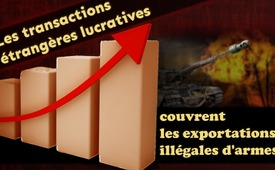 Les transactions
étrangères lucratives
couvrent
les exportations
illégales d'armes